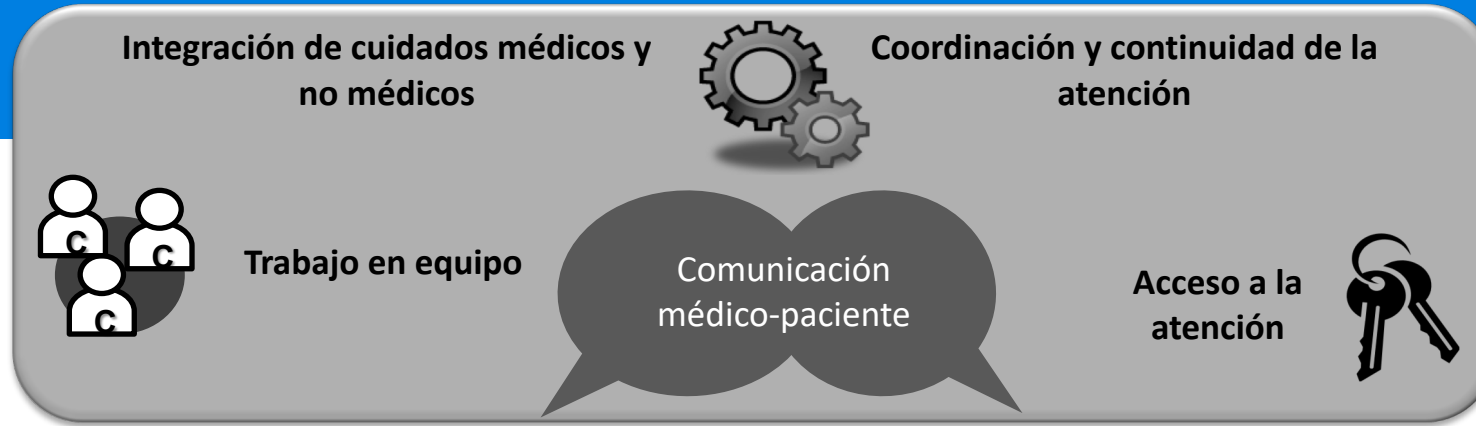 Integración de cuidados médicos y
no médicos
Coordinación y continuidad de la
atención
C
C
C
Trabajo en equipo
Comunicación
médico-paciente
Acceso a la
atención